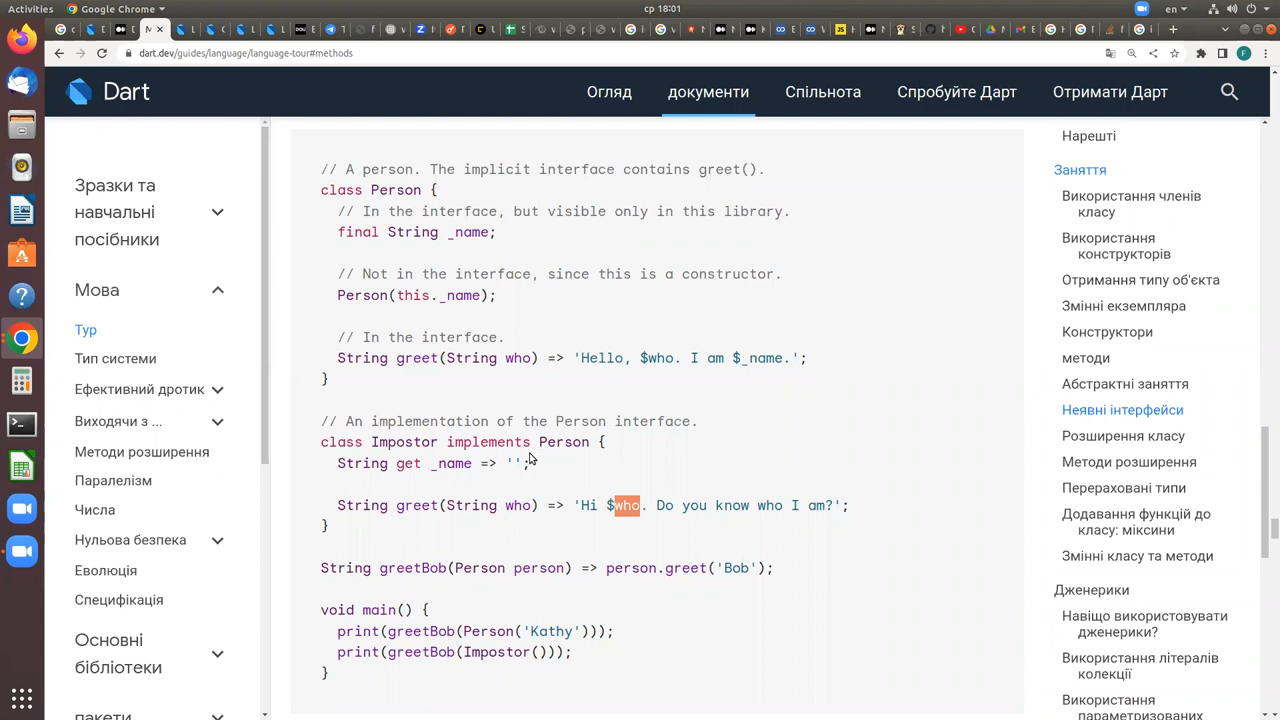 Activities
Google Chrome
ср 18:01
en
dart.dev/guides/language/language-tour#methods
F
Dart
Огляд
документи
Спільнота
Спробуйте Дарт
Отримати Дарт
Зразки та
навчальні
посібники
Мова
Тур
Тип системи
Ефективний дротик
Виходячи з ...
Методи розширення
Паралелізм
Числа
Нульова безпека
Еволюція
Специфікація
Основні
бібліотеки
пакети
// A person. The implicit interface contains greet().
class Person {
// In the interface, but visible only in this library.
final String _name;
// Not in the interface, since this is a constructor.
Person(this._name);
// In the interface.
String greet(String who) => 'Hello, $who. I am $_name.';
}
// An implementation of the Person interface.
class Impostor implements Person {
String get _name => '';
String greet(String who) => 'Hi $who. Do you know who I am?';
}
String greetBob(Person person) => person.greet('Bob');
void main() {
print(greetBob(Person('Kathy')));
print(greetBob(Impostor()));
}
Нарешті
Заняття
Використання членів
класу
Використання
конструкторів
Отримання типу об'єкта
Змінні екземпляра
Конструктори
методи
Абстрактні заняття
Неявні інтерфейси
Розширення класу
Методи розширення
Перераховані типи
Додавання функцій до
класу: міксини
Змінні класу та методи
Дженерики
Навіщо використовувати
дженерики?
Використання літералів
колекції
Використання
параметризованих